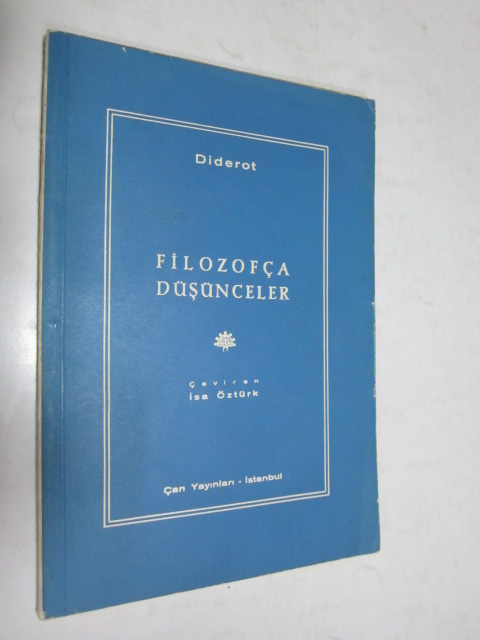 Diderot
FİLOZOFÇA
DÜŞÜNCELER
Çeviren
İsa Öztürk
Çan Yayınları - İstanbul